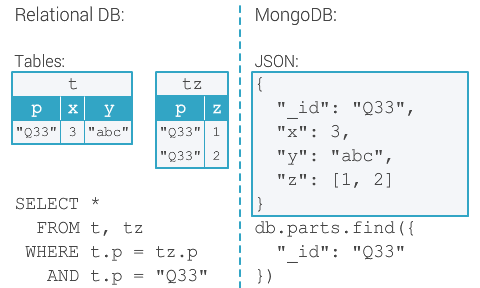 Relational DB:
Tables:
t
p x y
"Q33" 3 "abc"
tz
p z
"Q33" 1
"Q33" 2
SELECT *
FROM t, tz
WHERE t.p = tz.p
AND t.p = "Q33"
MongoDB:
JSON:
{
"_id": "Q33",
"x": 3,
"y": "abc",
"z": [1, 2]
}
db.parts.find({
"_id": "Q33"
})